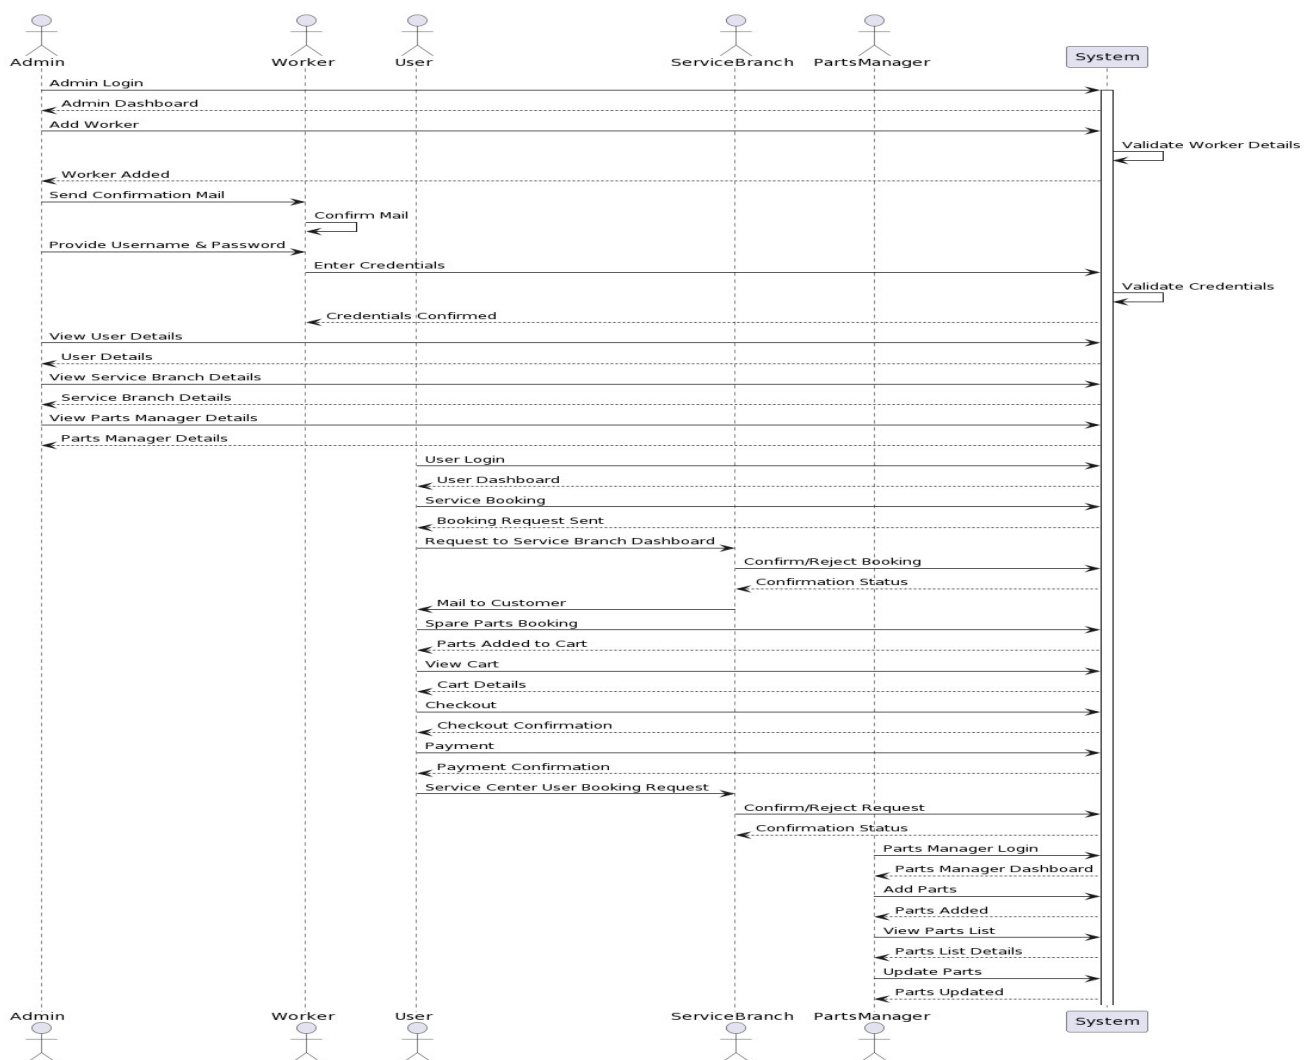 Admin
Worker
User
ServiceBranch
PartsManager
System
Admin Login
Admin Dashboard
Add Worker
Validate Worker Details
Worker Added
Send Confirmation Mail
Confirm Mail
Provide Username & Password
Enter Credentials
Validate Credentials
Credentials Confirmed
View User Details
User Details
View Service Branch Details
Service Branch Details
View Parts Manager Details
Parts Manager Details
User Login
User Dashboard
Service Booking
Booking Request Sent
Request to Service Branch Dashboard
Confirm/Reject Booking
Confirmation Status
Mail to Customer
Spare Parts Booking
Parts Added to Cart
View Cart
Cart Details
Checkout
Checkout Confirmation
Payment
Payment Confirmation
Service Center User Booking Request
Confirm/Reject Request
Confirmation Status
Parts Manager Login
Parts Manager Dashboard
Add Parts
Parts Added
View Parts List
Parts List Details
Update Parts
Parts Updated
Admin
Worker
User
ServiceBranch
PartsManager
System